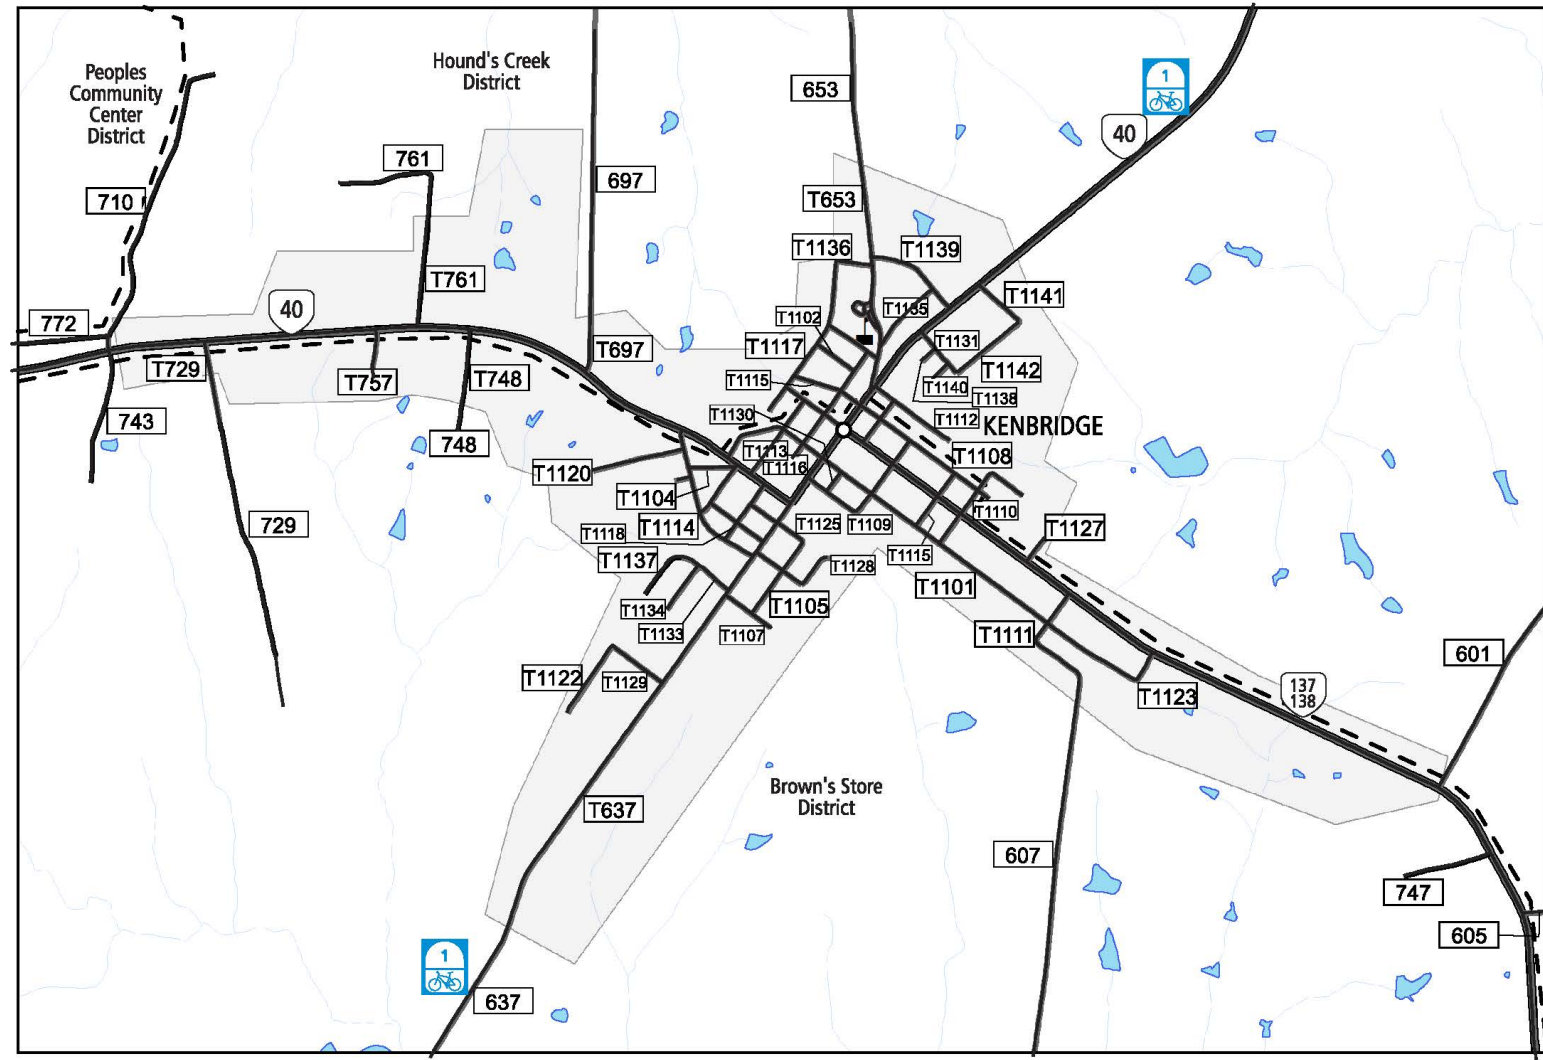 Peoples
Community
Center
District
Hound's Creek
District
1
653
40
761
697
710
T653
T1136
T1139
T761
T1141
40
T1102
T1135
772
T1117
T1131
T697
T729
T757
T748
T1115
T1142
T1140
T1138
743
T1130
T1112
KENBRIDGE
748
T1113
T1108
T1116
T1120
T1104
T1110
729
T1114
T1125
T1109
T1127
T1118
T1115
T1137
T1128
T1101
T1134
T1105
T1133
T1107
T1111
601
T1122
T1129
137
138
T1123
Brown's Store
District
T637
607
747
605
1
637